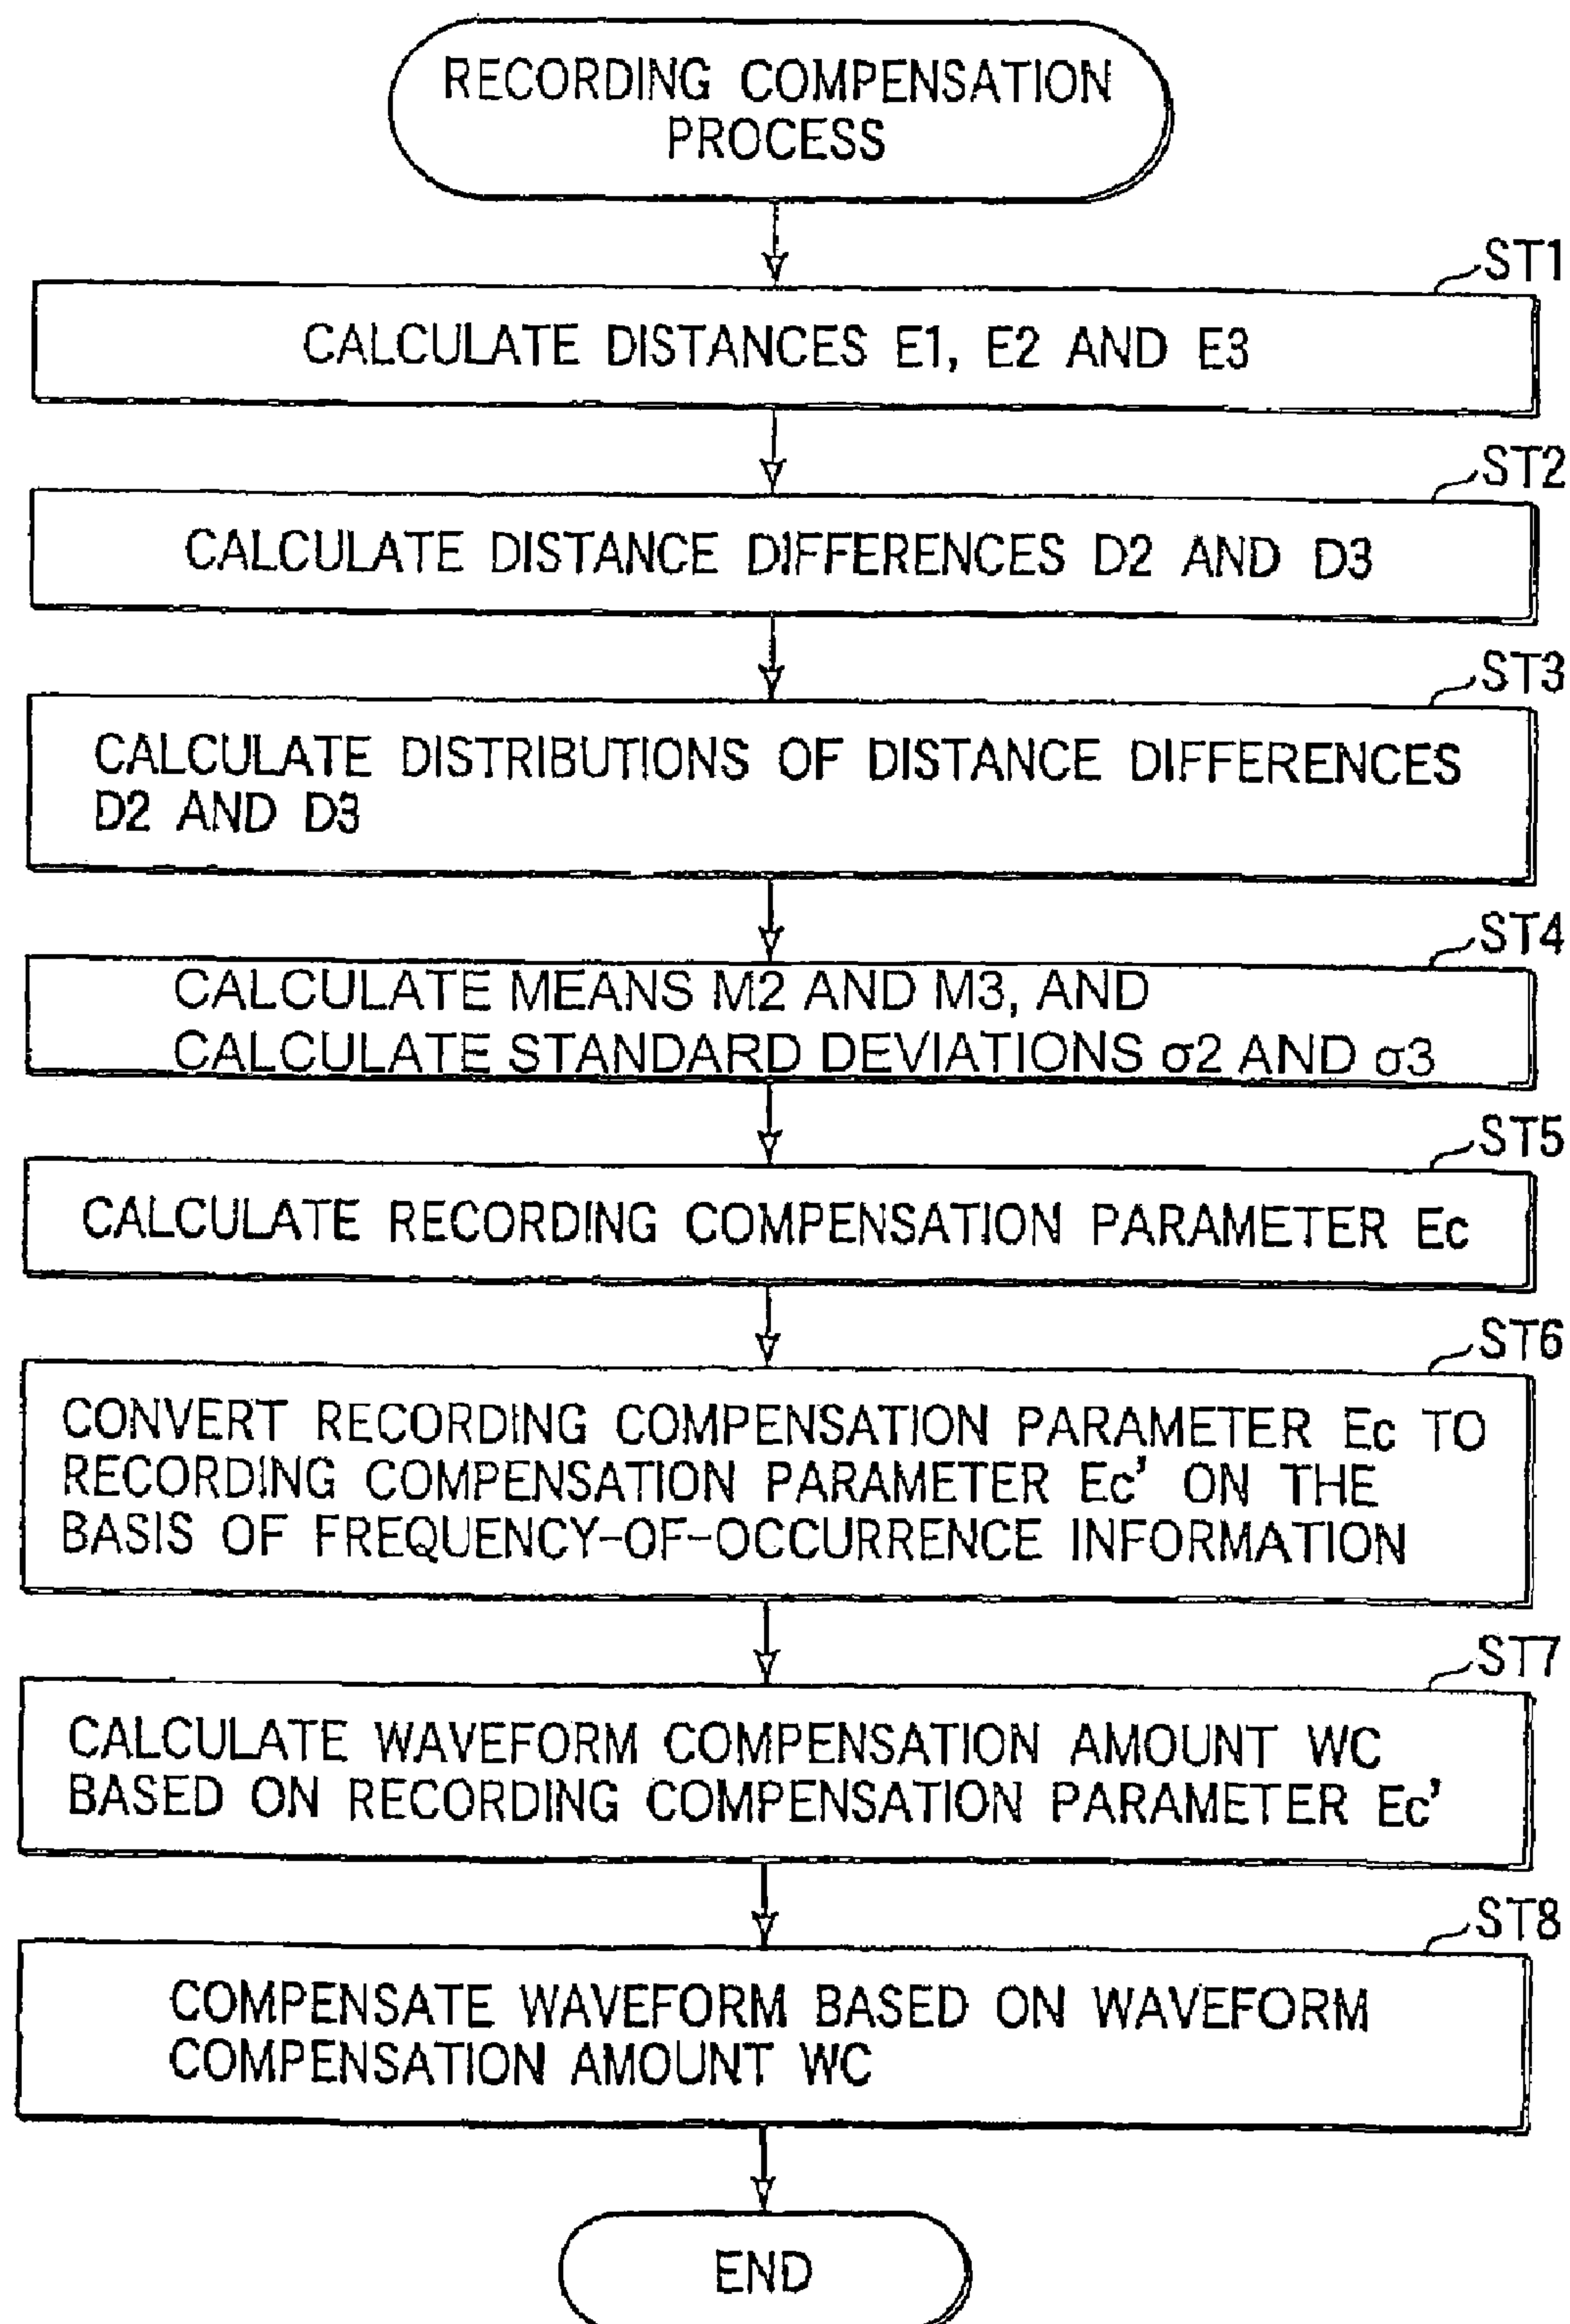 RECORDING COMPENSATION
PROCESS
ST1
CALCULATE DISTANCES E1, E2 AND E3
ST2
CALCULATE DISTANCE DIFFERENCES D2 AND D3
ST3
CALCULATE DISTRIBUTIONS OF DISTANCE DIFFERENCES
D2 AND D3
ST4
CALCULATE MEANS M2 AND M3, AND
CALCULATE STANDARD DEVIATIONS σ2 AND σ3
ST5
CALCULATE RECORDING COMPENSATION PARAMETER Ec
ST6
CONVERT RECORDING COMPENSATION PARAMETER Ec TO
RECORDING COMPENSATION PARAMETER Ec' ON THE
BASIS OF FREQUENCY-OF-OCCURRENCE INFORMATION
ST7
CALCULATE WAVEFORM COMPENSATION AMOUNT WC
BASED ON RECORDING COMPENSATION PARAMETER Ec'
ST8
COMPENSATE WAVEFORM BASED ON WAVEFORM
COMPENSATION AMOUNT WC
END